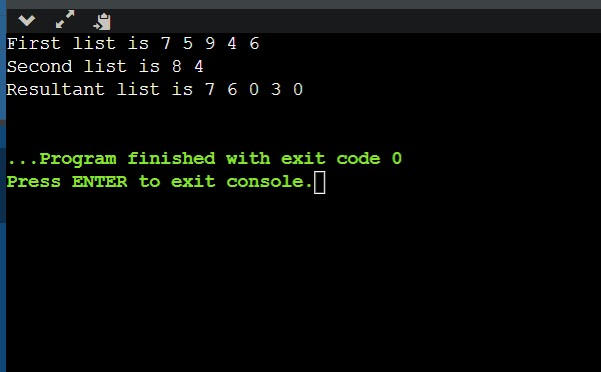 First list is 7 5 9 4 6
Second list is 8 4
Resultant list is 7 6 0 3 0
...Program finished with exit code 0
Press ENTER to exit console.